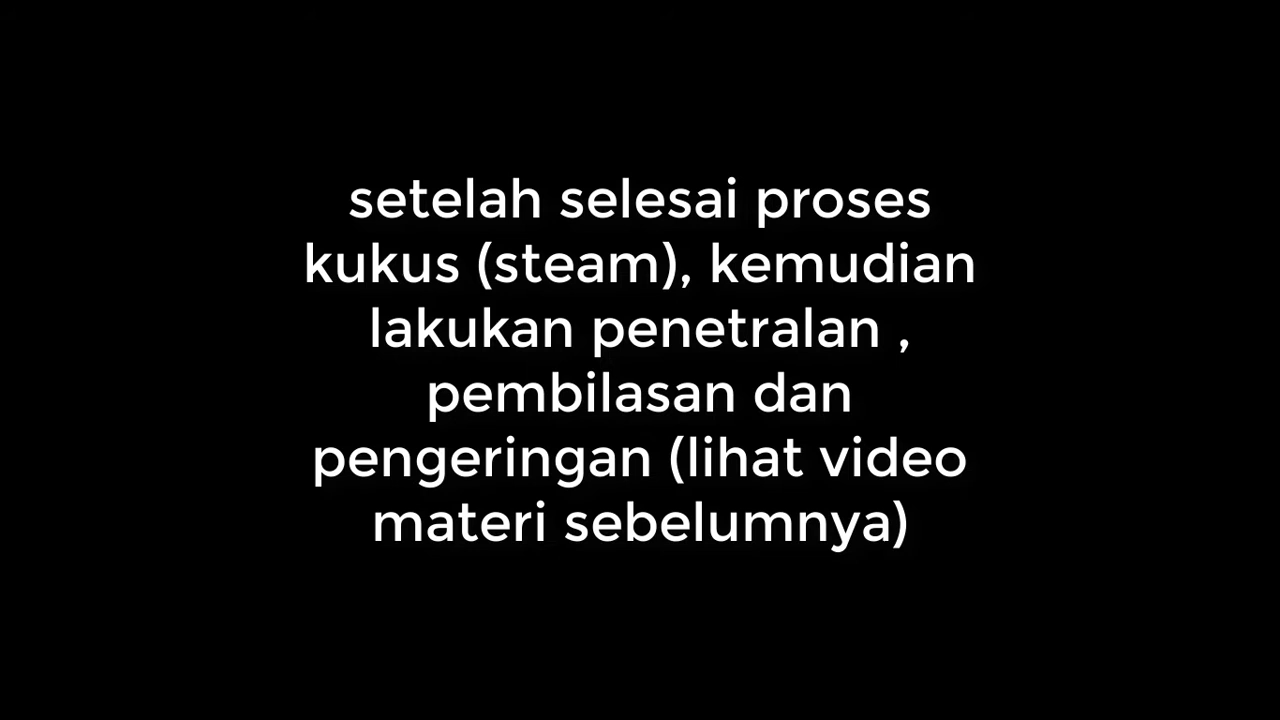 setelah selesai proses
kukus (steam), kemudian
lakukan penetralan ,
pembilasan dan
pengeringan (lihat video
materi sebelumnya)